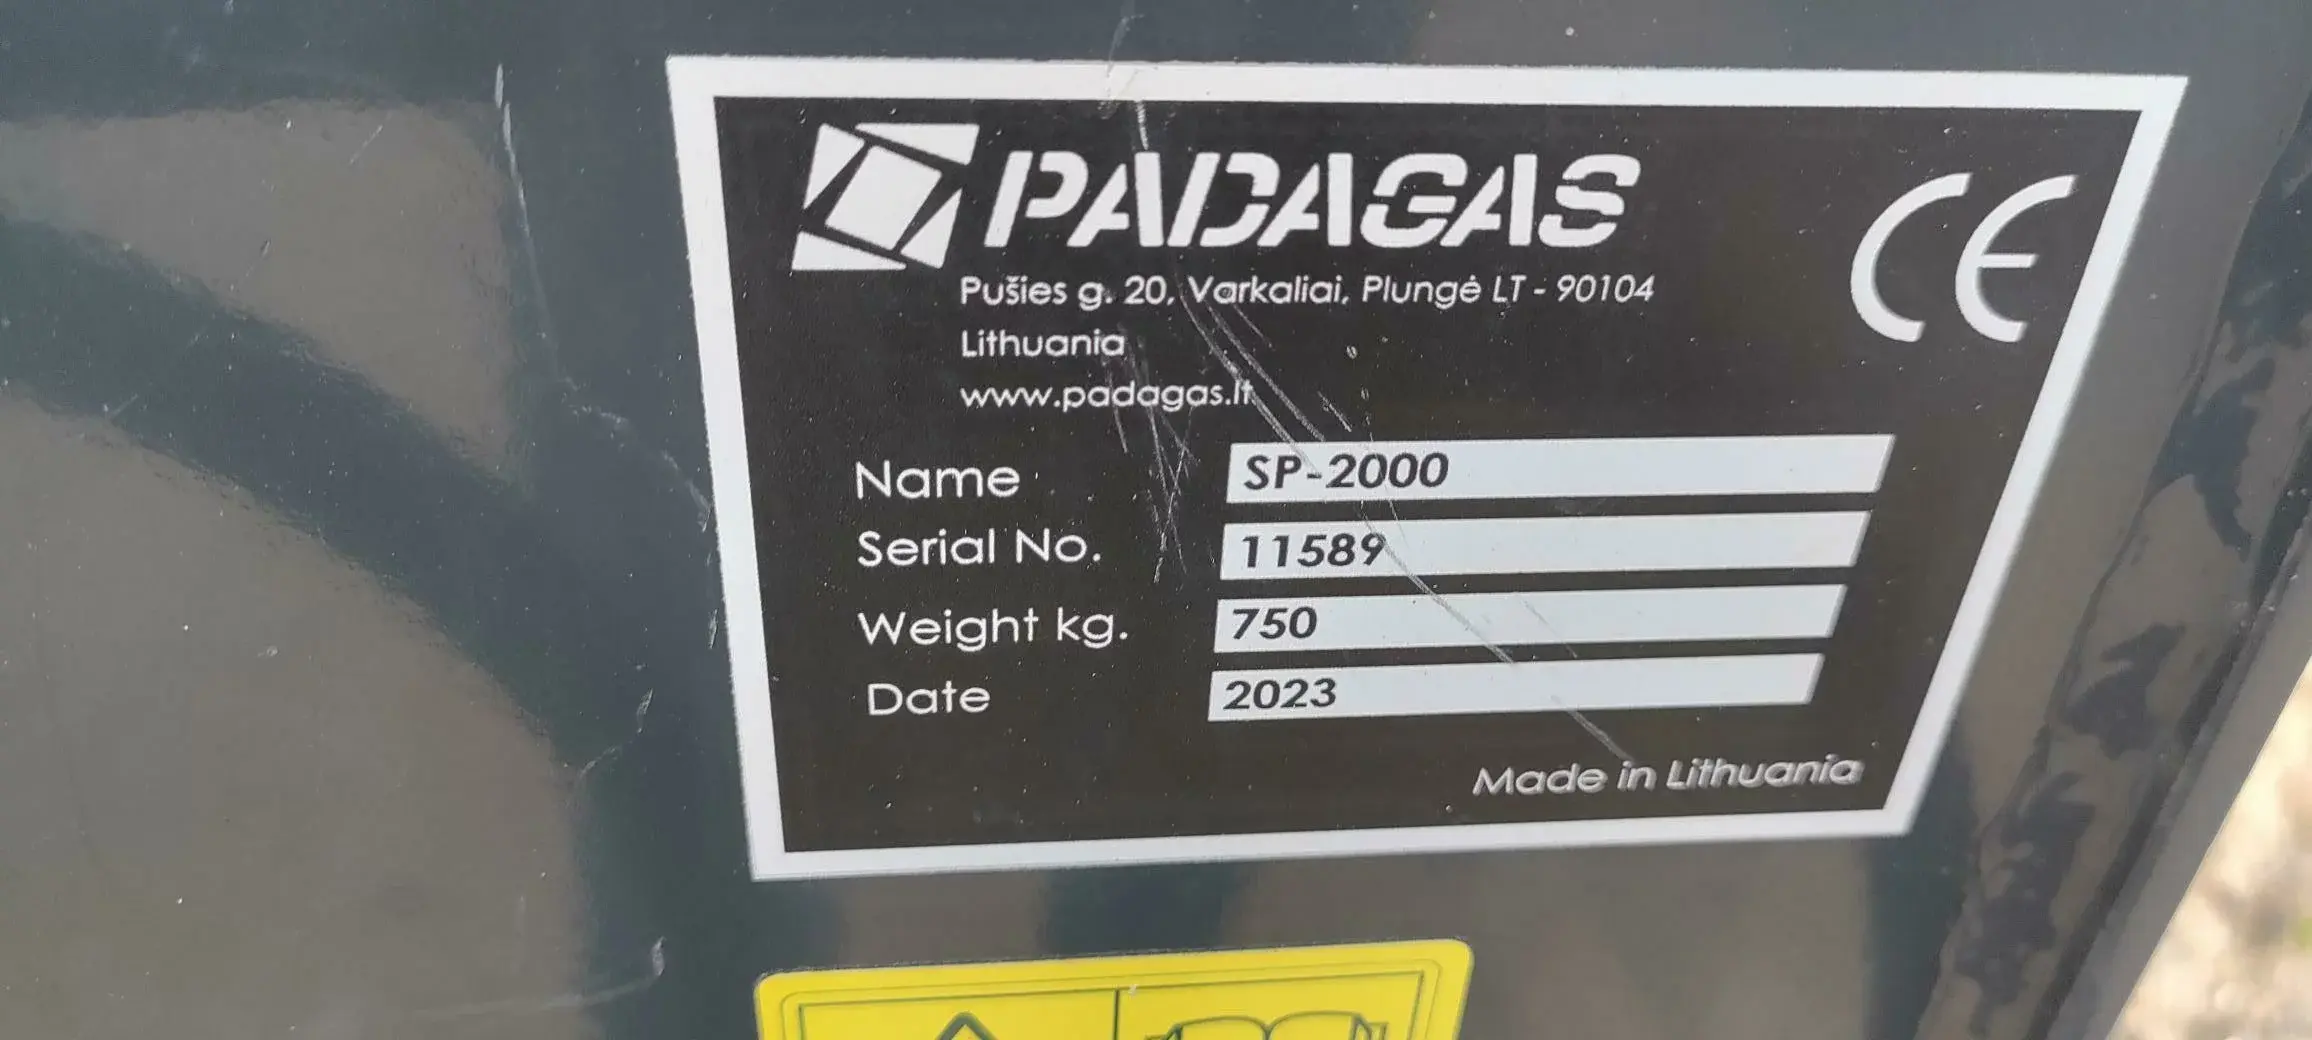 PADAGAS
CE
Pušies g. 20, Varkaliai, Plungė LT - 90104
Lithuania
www.padagas.lt
Name SP-2000
Serial No. 11589
Weight kg. 750
Date 2023
Made in Lithuania